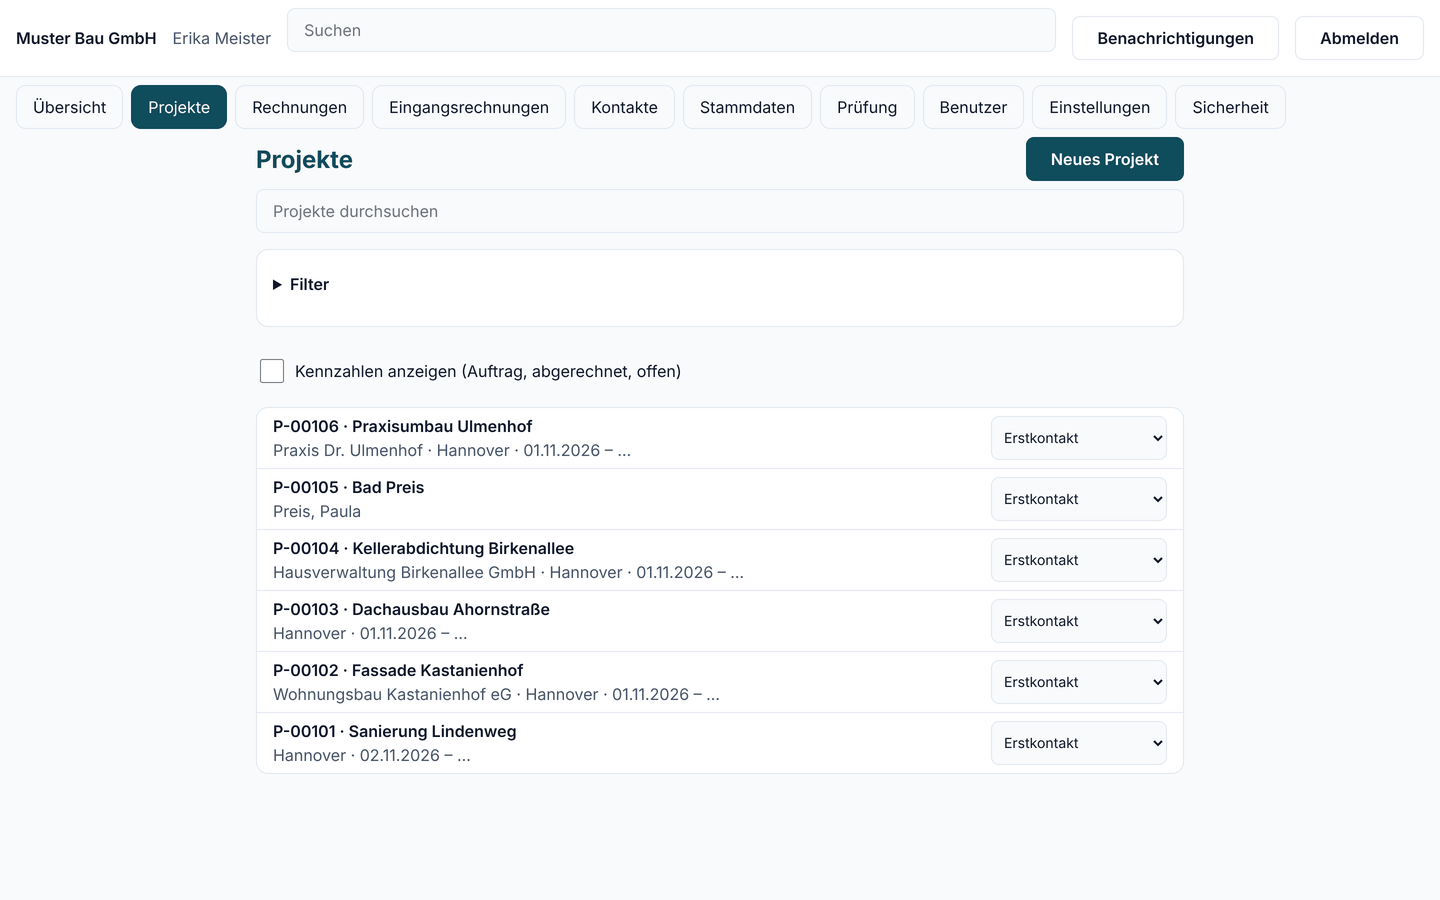 Muster Bau GmbH Erika Meister Suchen Benachrichtigungen Abmelden
Übersicht Projekte Rechnungen Eingangsrechnungen Kontakte Stammdaten Prüfung Benutzer Einstellungen Sicherheit
Projekte Neues Projekt
Projekte durchsuchen
Filter
Kennzahlen anzeigen (Auftrag, abgerechnet, offen)
P-00106 · Praxisumbau Ulmenhof
Praxis Dr. Ulmenhof · Hannover · 01.11.2026 – …
Erstkontakt
P-00105 · Bad Preis
Preis, Paula
Erstkontakt
P-00104 · Kellerabdichtung Birkenallee
Hausverwaltung Birkenallee GmbH · Hannover · 01.11.2026 – …
Erstkontakt
P-00103 · Dachausbau Ahornstraße
Hannover · 01.11.2026 – …
Erstkontakt
P-00102 · Fassade Kastanienhof
Wohnungsbau Kastanienhof eG · Hannover · 01.11.2026 – …
Erstkontakt
P-00101 · Sanierung Lindenweg
Hannover · 02.11.2026 – …
Erstkontakt